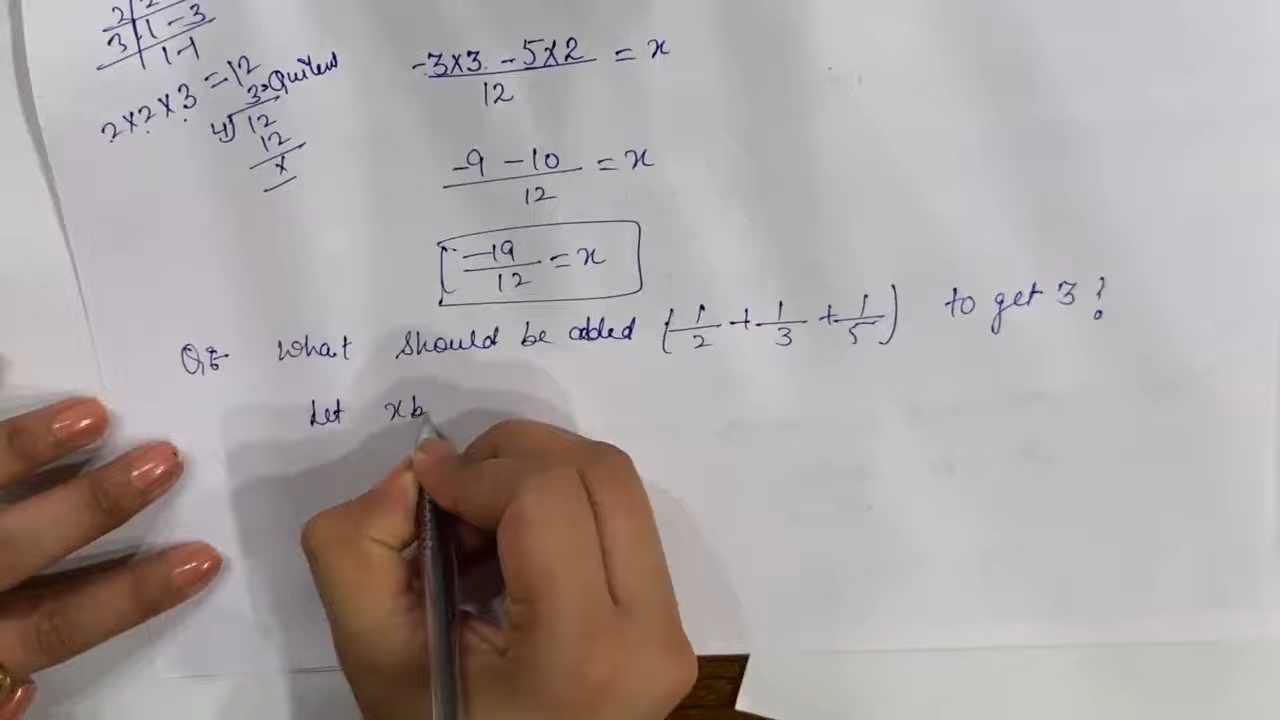 2 | 2
3 | 1 - 3
1 - 1
2×2×3 = 12
3→
4) 12
12
x
-3×3 - 5×2 / 12 = x
-9 - 10 / 12 = x
-19 / 12 = x
What should be added (1/2 + 1/3 + 1/5) to get 3?
Let x b